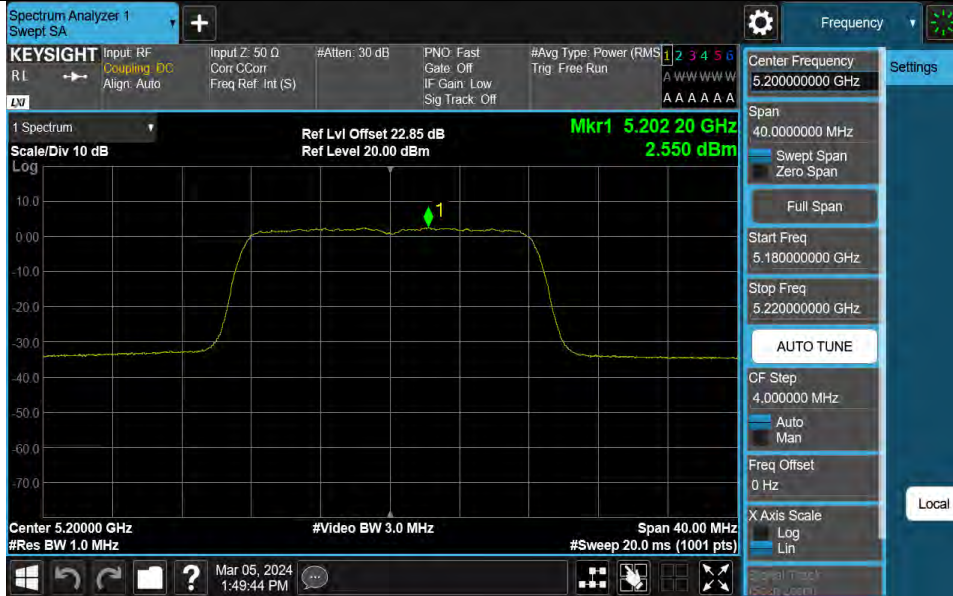 Spectrum Analyzer 1
Swept SA
+
Frequency
KEYSIGHT
RL
LXI
Input: RF
Coupling: DC
Align: Auto
Input Z: 50 Ω
Corr CCorr
Freq Ref: Int (S)
#Atten: 30 dB
PNO: Fast
Gate: Off
IF Gain: Low
Sig Track: Off
#Avg Type: Power (RMS
Trig: Free Run
1 2 3 4 5 6
A W W W W W
A A A A A A
1 Spectrum
Scale/Div 10 dB
Log
Ref Lvl Offset 22.85 dB
Ref Level 20.00 dBm
Mkr1 5.202 20 GHz
2.550 dBm
1
10.0
0.00
-10.0
-20.0
-30.0
-40.0
-50.0
-60.0
-70.0
Center 5.20000 GHz
#Res BW 1.0 MHz
#Video BW 3.0 MHz
Span 40.00 MHz
#Sweep 20.0 ms (1001 pts)
?
Mar 05, 2024
1:49:44 PM
Center Frequency
5.200000000 GHz
Span
40.0000000 MHz
Swept Span
Zero Span
Full Span
Start Freq
5.180000000 GHz
Stop Freq
5.220000000 GHz
AUTO TUNE
CF Step
4.000000 MHz
Auto
Man
Freq Offset
0 Hz
X Axis Scale
Log
Lin
Signal Track
Settings
Local